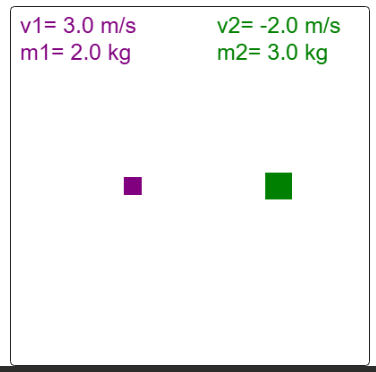 v1= 3.0 m/s
m1= 2.0 kg
v2= -2.0 m/s
m2= 3.0 kg